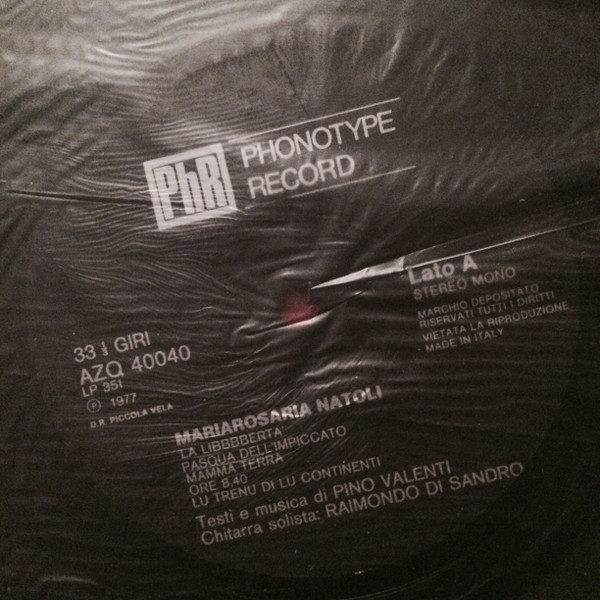 PhR
PHONOTYPE
RECORD
Lato A
STEREO MONO
MARCHIO DEPOSITATO
RISERVATI TUTTI I DIRITTI
VIETATA LA RIPRODUZIONE
MADE IN ITALY
33 ⅓ GIRI
AZQ 40040
LP 351
Ⓟ 1977
D.R. PICCOLA VELA
MARIAROSARIA NATOLI
LA LIBBBBERTA'
PASQUA DELL'IMPICCATO
MAMMA TERRA
ORE 8,40
LU TRENU DI LU CONTINENTI
Testi e musica di PINO VALENTI
Chitarra solista: RAIMONDO DI SANDRO